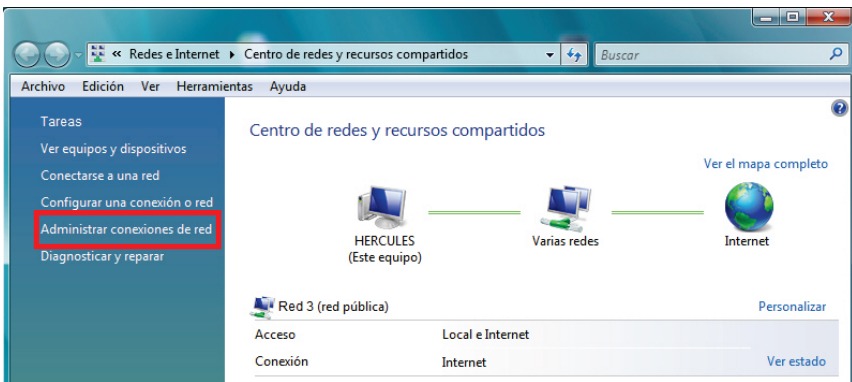 « Redes e Internet ▸ Centro de redes y recursos compartidos
Buscar
Archivo Edición Ver Herramientas Ayuda
Tareas
Ver equipos y dispositivos
Conectarse a una red
Configurar una conexión o red
Administrar conexiones de red
Diagnosticar y reparar
Centro de redes y recursos compartidos
Ver el mapa completo
HERCULES
(Este equipo)
Varias redes
Internet
Red 3 (red pública)
Personalizar
Acceso Local e Internet
Conexión Internet Ver estado